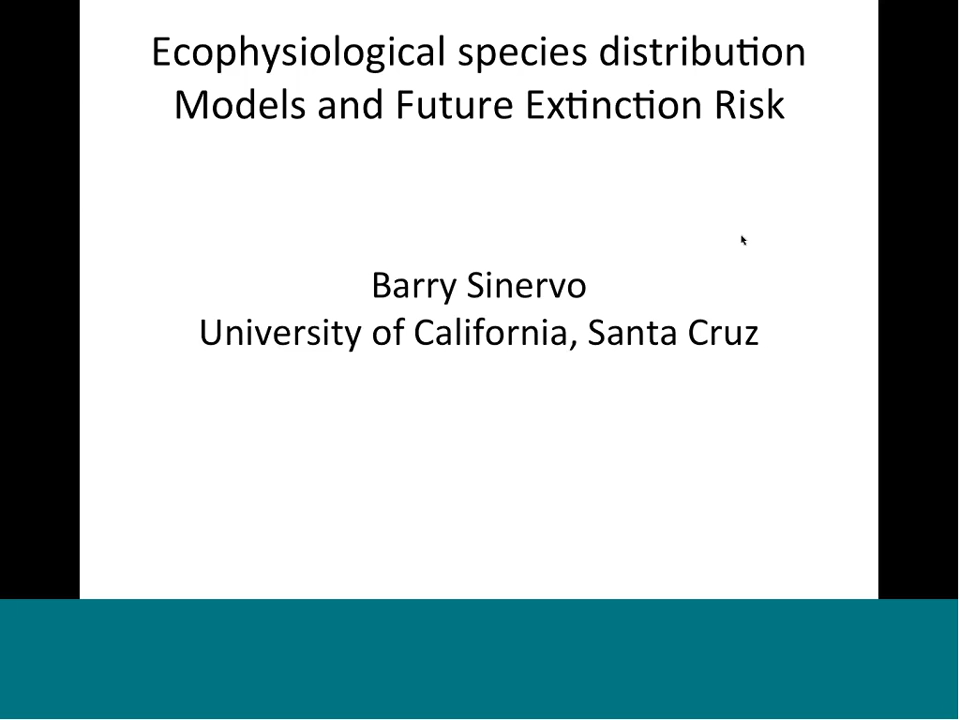 Ecophysiological species distribution
Models and Future Extinction Risk
Barry Sinervo
University of California, Santa Cruz